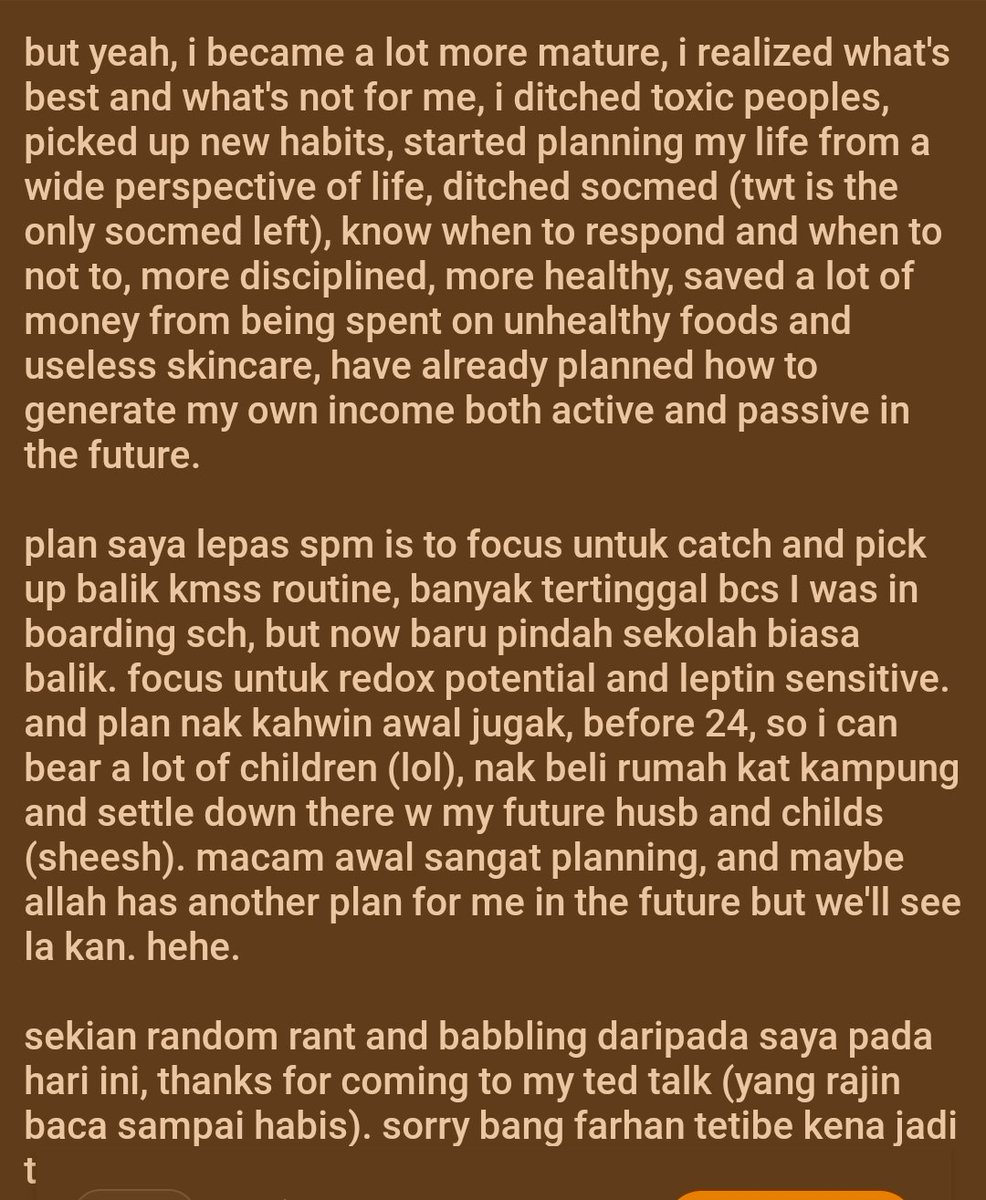 but yeah, i became a lot more mature, i realized what's
best and what's not for me, i ditched toxic peoples,
picked up new habits, started planning my life from a
wide perspective of life, ditched socmed (twt is the
only socmed left), know when to respond and when to
not to, more disciplined, more healthy, saved a lot of
money from being spent on unhealthy foods and
useless skincare, have already planned how to
generate my own income both active and passive in
the future.
plan saya lepas spm is to focus untuk catch and pick
up balik kmss routine, banyak tertinggal bcs I was in
boarding sch, but now baru pindah sekolah biasa
balik. focus untuk redox potential and leptin sensitive.
and plan nak kahwin awal jugak, before 24, so i can
bear a lot of children (lol), nak beli rumah kat kampung
and settle down there w my future husb and childs
(sheesh). macam awal sangat planning, and maybe
allah has another plan for me in the future but we'll see
la kan. hehe.
sekian random rant and babbling daripada saya pada
hari ini, thanks for coming to my ted talk (yang rajin
baca sampai habis). sorry bang farhan tetibe kena jadi
t